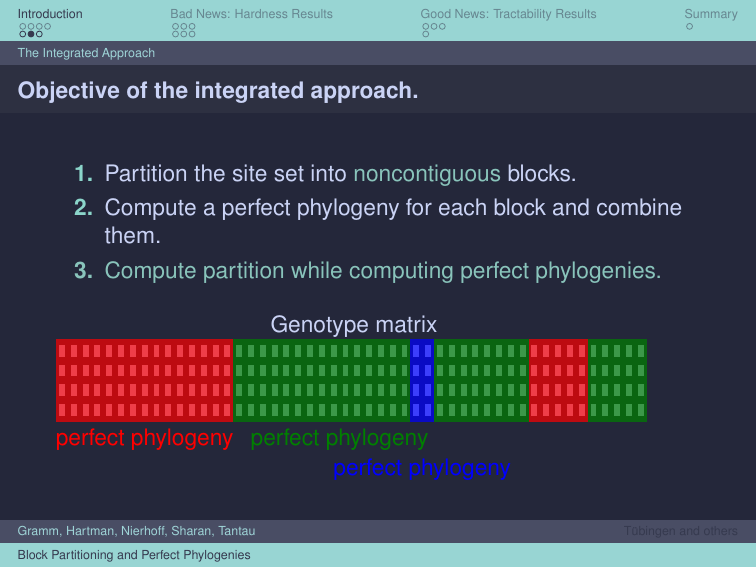 Introduction
Bad News: Hardness Results
Good News: Tractability Results
Summary
The Integrated Approach
Objective of the integrated approach.
1. Partition the site set into noncontiguous blocks.
2. Compute a perfect phylogeny for each block and combine
them.
3. Compute partition while computing perfect phylogenies.
Genotype matrix
perfect phylogeny perfect phylogeny
perfect phylogeny
Gramm, Hartman, Nierhoff, Sharan, Tantau
Tübingen and others
Block Partitioning and Perfect Phylogenies